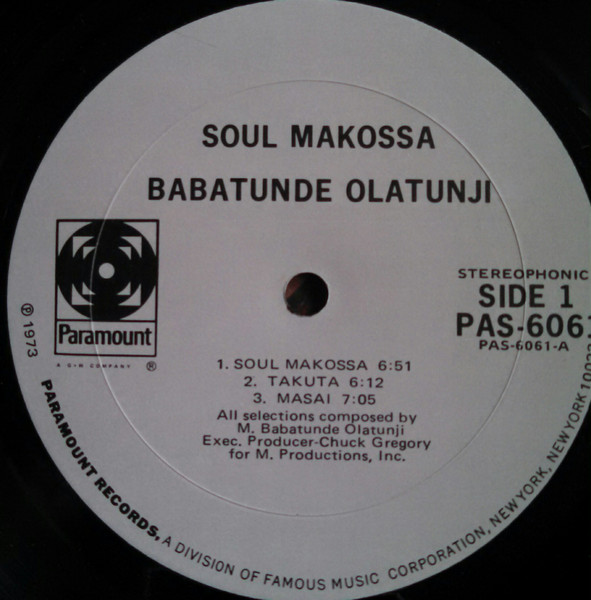 SOUL MAKOSSA
BABATUNDE OLATUNJI
Paramount
A G+W COMPANY ®
℗ 1973
STEREOPHONIC
SIDE 1
PAS-6061
PAS-6061-A
1. SOUL MAKOSSA 6:51
2. TAKUTA 6:12
3. MASAI 7:05
All selections composed by
M. Babatunde Olatunji
Exec. Producer-Chuck Gregory
for M. Productions, Inc.
PARAMOUNT RECORDS, A DIVISION OF FAMOUS MUSIC CORPORATION, NEW YORK, NEW YORK